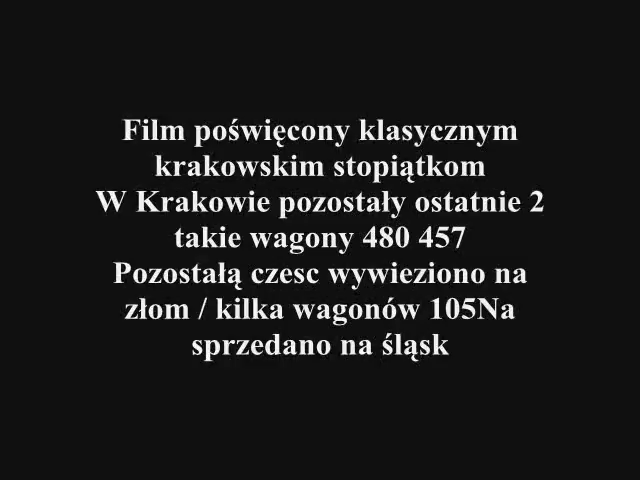 Film poświęcony klasycznym
krakowskim stopiątkom
W Krakowie pozostały ostatnie 2
takie wagony 480 457
Pozostałą czesc wywieziono na
złom / kilka wagonów 105Na
sprzedano na śląsk